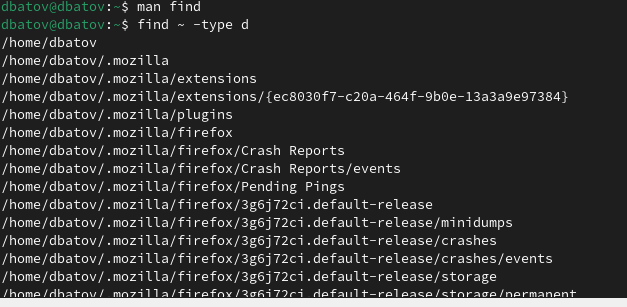 dbatov@dbatov:~$ man find
dbatov@dbatov:~$ find ~ -type d
/home/dbatov
/home/dbatov/.mozilla
/home/dbatov/.mozilla/extensions
/home/dbatov/.mozilla/extensions/{ec8030f7-c20a-464f-9b0e-13a3a9e97384}
/home/dbatov/.mozilla/plugins
/home/dbatov/.mozilla/firefox
/home/dbatov/.mozilla/firefox/Crash Reports
/home/dbatov/.mozilla/firefox/Crash Reports/events
/home/dbatov/.mozilla/firefox/Pending Pings
/home/dbatov/.mozilla/firefox/3g6j72ci.default-release
/home/dbatov/.mozilla/firefox/3g6j72ci.default-release/minidumps
/home/dbatov/.mozilla/firefox/3g6j72ci.default-release/crashes
/home/dbatov/.mozilla/firefox/3g6j72ci.default-release/crashes/events
/home/dbatov/.mozilla/firefox/3g6j72ci.default-release/storage
/home/dbatov/.mozilla/firefox/3g6j72ci.default-release/storage/permanent